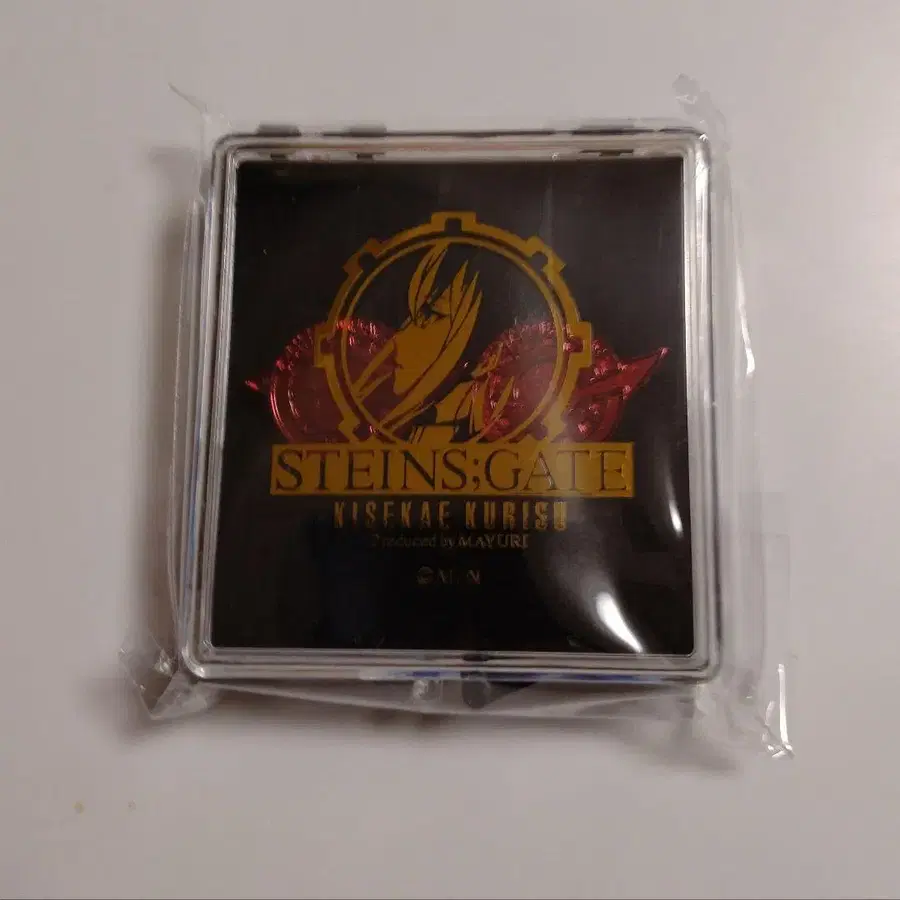 STEINS;GATE
KISEKAE KURISU
Produced by MAYURI